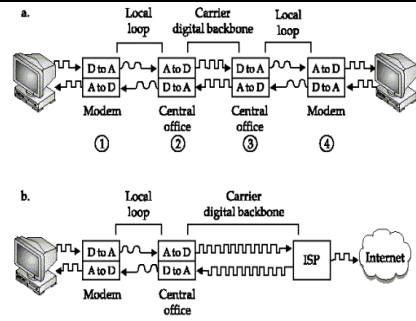 a.
Local loop
Carrier digital backbone
Local loop
D to A
A to D
A to D
D to A
D to A
A to D
A to D
D to A
Modem
Central office
Central office
Modem
1
2
3
4
b.
Local loop
Carrier digital backbone
D to A
A to D
A to D
D to A
ISP
Internet
Modem
Central office